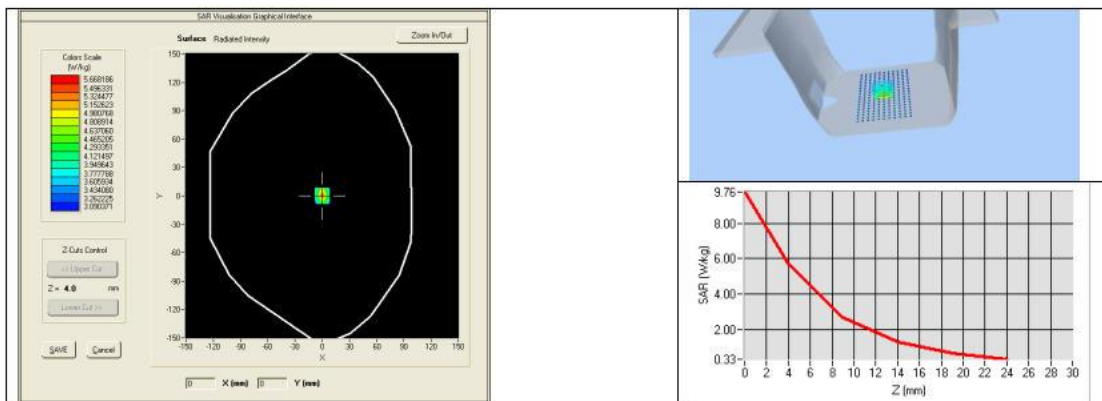 SAR Visualisation Graphical Interface
Surface Radiated Intensity
Zoom In/Out
Colors Scale
(W/kg)
5.668186
5.496331
5.324477
5.152623
4.980768
4.808914
4.637060
4.465205
4.293351
4.121497
3.949643
3.777788
3.605934
3.434080
3.262225
3.090371
Z-Cuts Control
<< Upper Cut
Z = 4.0 mm
Lower Cut >>
SAVE Cancel
150
120
90
60
30
0
-30
-60
-90
-120
-150
Y
-150 -120 -90 -60 -30 0 30 60 90 120 150
X
0 X (mm) 0 Y (mm)
9.76
8.00
6.00
4.00
2.00
0.33
SAR (W/kg)
0 2 4 6 8 10 12 14 16 18 20 22 24 26 28 30
Z (mm)